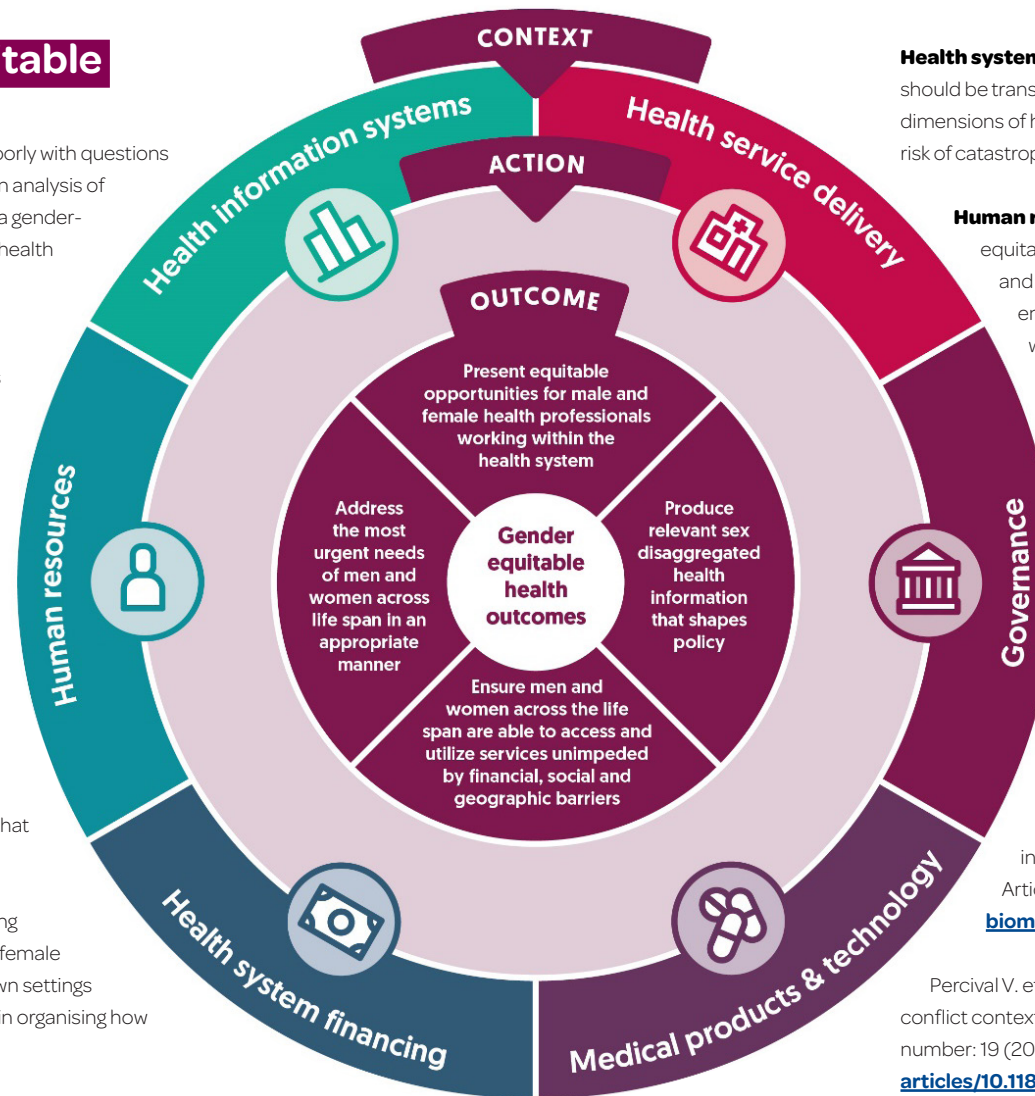 table
oorly with questions
n analysis of
a gender-
health
s
hat
ng
female
wn settings
in organising how
CONTEXT
Health information systems
Health service delivery
ACTION
OUTCOME
Present equitable
opportunities for male and
female health professionals
working within the
health system
Address
the most
urgent needs
of men and
women across
life span in an
appropriate
manner
Gender
equitable
health
outcomes
Produce
relevant sex
disaggregated
health
information
that shapes
policy
Ensure men and
women across the life
span are able to access and
utilize services unimpeded
by financial, social and
geographic barriers
Human resources
Governance
Health system financing
Medical products & technology
Health system
should be trans
dimensions of h
risk of catastrop
Human r
equita
and
er
w
in
Artic
biom
Percival V. et
conflict context
number: 19 (20
articles/10.118